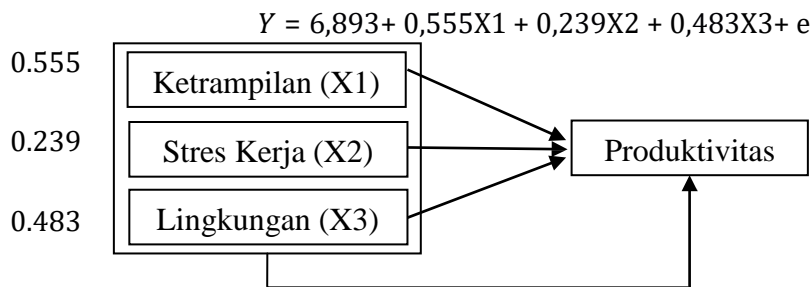 Y = 6,893+ 0,555X1 + 0,239X2 + 0,483X3+ e
0.555
Ketrampilan (X1)
0.239
Stres Kerja (X2)
Produktivitas
0.483
Lingkungan (X3)